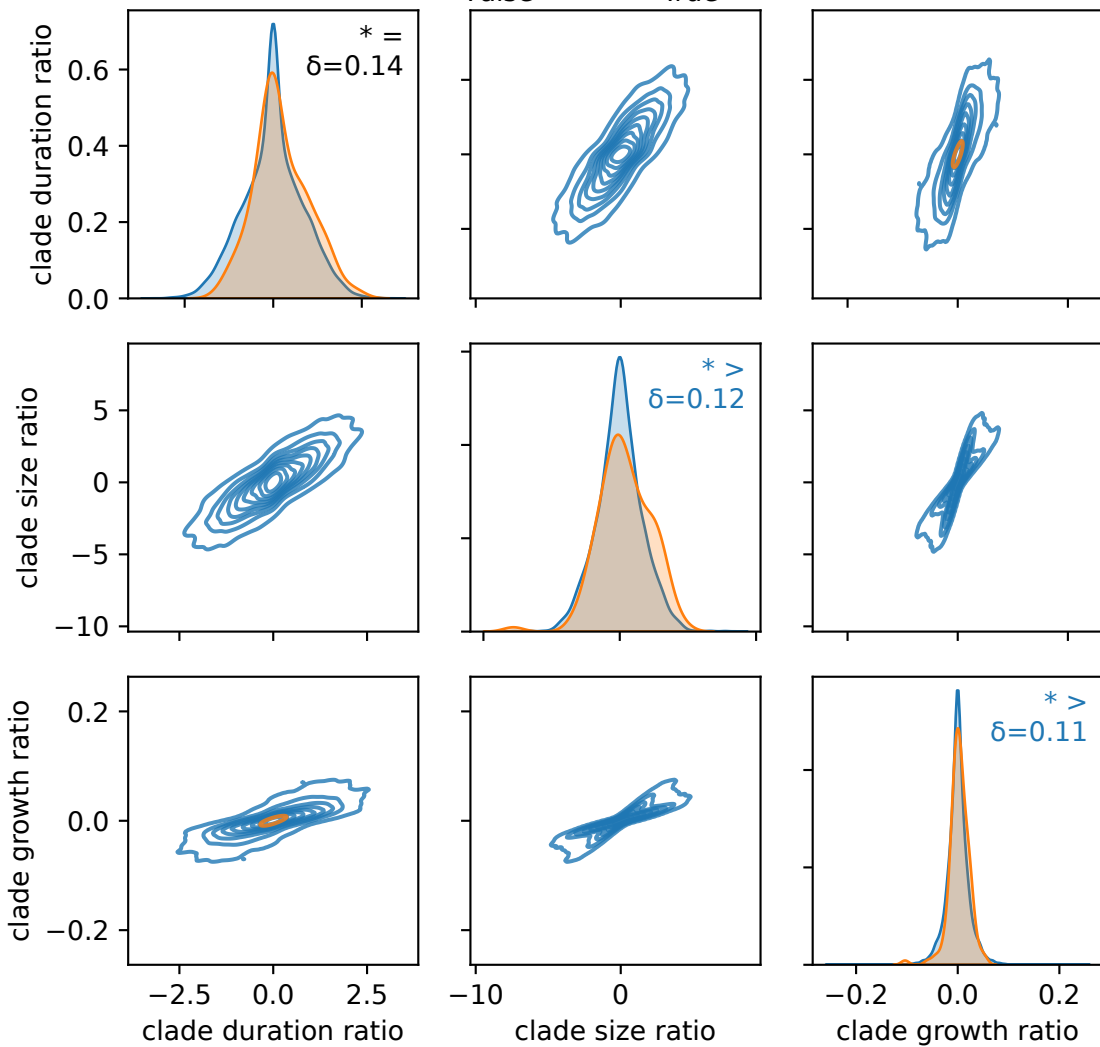 * =
δ=0.14
clade duration ratio
0.6
0.4
0.2
0.0
* >
δ=0.12
clade size ratio
5
0
−5
−10
* >
δ=0.11
clade growth ratio
0.2
0.0
−0.2
−2.5 0.0 2.5
−10 0
−0.2 0.0 0.2
clade duration ratio
clade size ratio
clade growth ratio